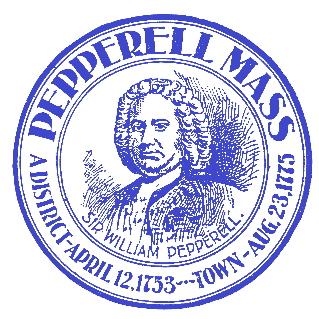 PEPPERELL MASS
A DISTRICT-APRIL 12,1753---TOWN-AUG. 23,1775
SIR WILLIAM PEPPERELL.